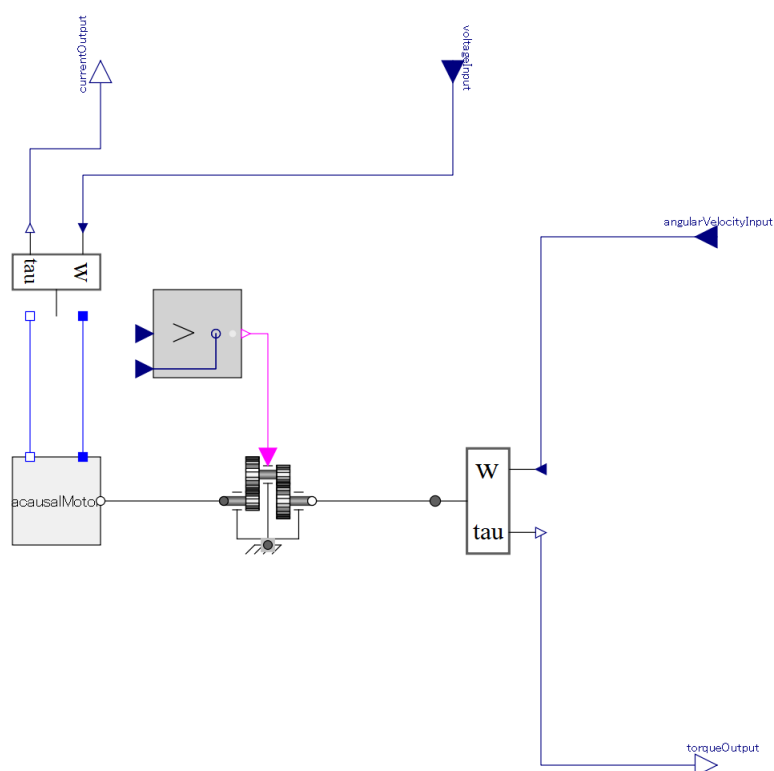 currentOutput
voltageInput
angularVelocityInput
tau
w
>
acausalMoto
w
tau
torqueOutput